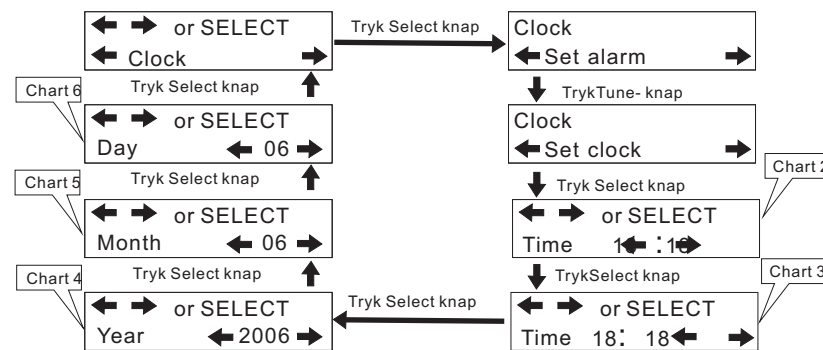 ← → or SELECT
← Clock →
Tryk Select knap
Clock
← Set alarm →
TrykTune- knap
Clock
← Set clock →
Tryk Select knap
Chart 2
← → or SELECT
Time ← : →
TrykSelect knap
Chart 3
← → or SELECT
Time 18: 18 ← →
Tryk Select knap
Chart 4
← → or SELECT
Year ← 2006 →
Tryk Select knap
Chart 5
← → or SELECT
Month ← 06 →
Tryk Select knap
Chart 6
← → or SELECT
Day ← 06 →
Tryk Select knap